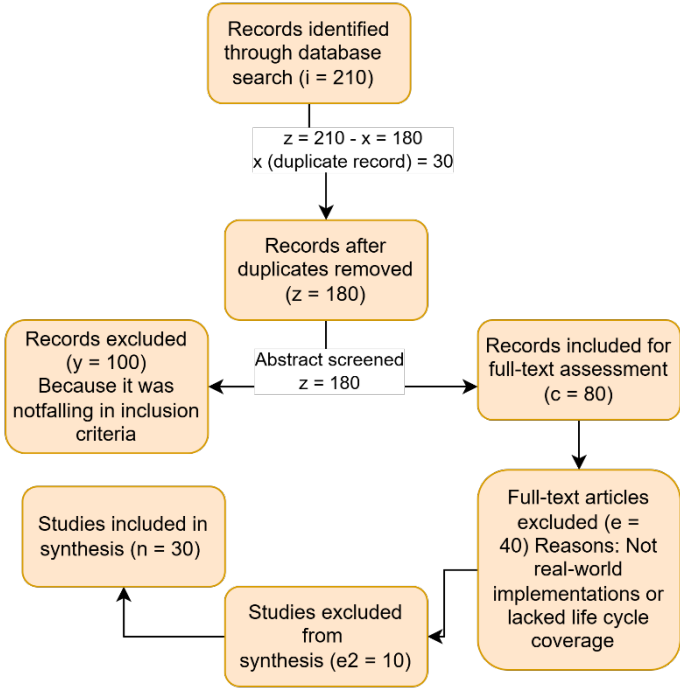 Records identified
through database
search (i = 210)
z = 210 - x = 180
x (duplicate record) = 30
Records after
duplicates removed
(z = 180)
Abstract screened
z = 180
Records excluded
(y = 100)
Because it was
notfalling in inclusion
criteria
Records included for
full-text assessment
(c = 80)
Full-text articles
excluded (e =
40) Reasons: Not
real-world
implementations or
lacked life cycle
coverage
Studies excluded
from
synthesis (e2 = 10)
Studies included in
synthesis (n = 30)